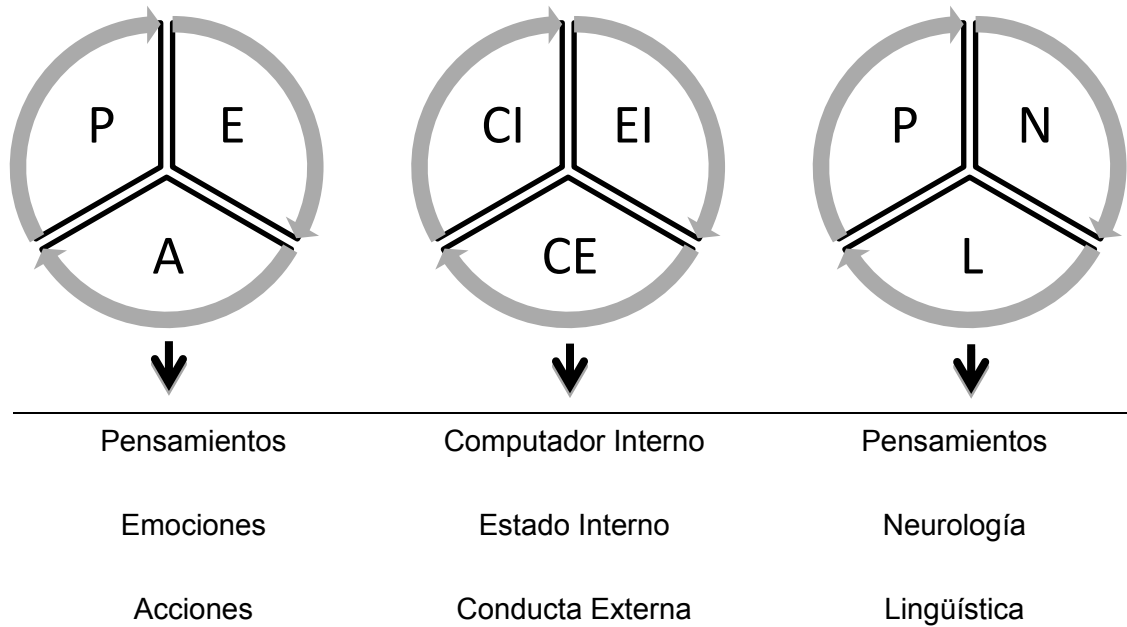 P E CI EI P N
A CE L
Pensamientos Computador Interno Pensamientos
Emociones Estado Interno Neurología
Acciones Conducta Externa Lingüística